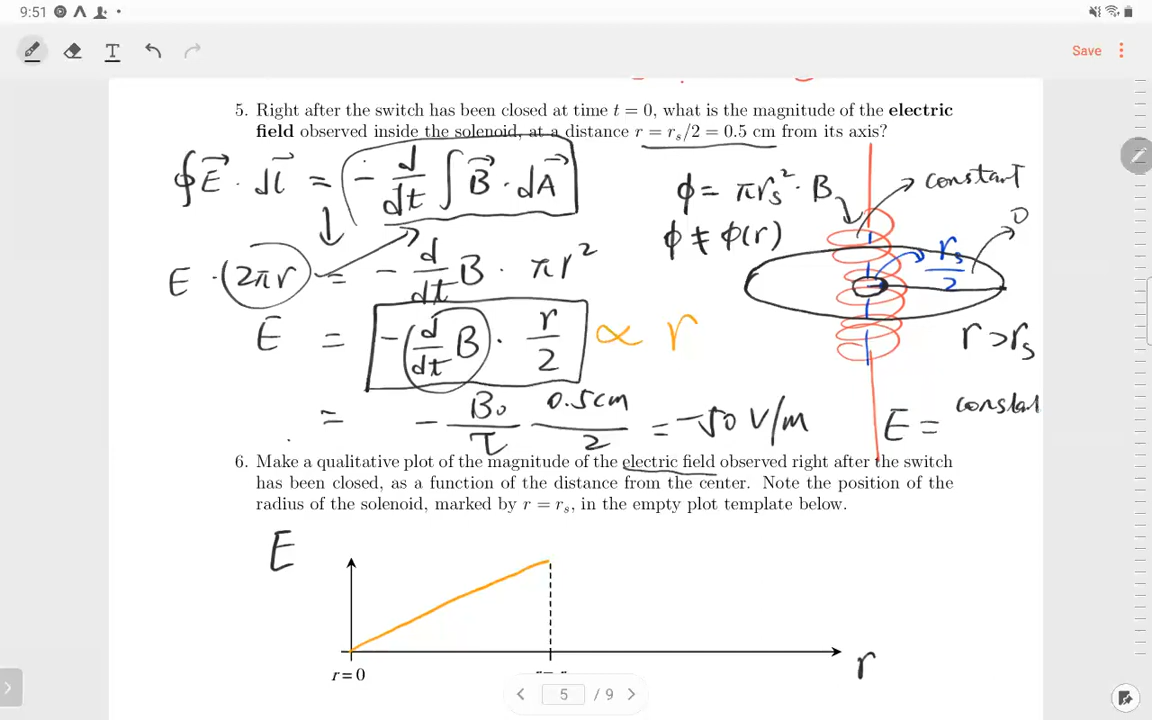 9:51
T
Save
5. Right after the switch has been closed at time t = 0, what is the magnitude of the electric
field observed inside the solenoid, at a distance r = r_s/2 = 0.5 cm from its axis?
∮E⃗ · dl⃗ = - d/dt ∫B⃗ · dA⃗
ϕ = πr_s² · B
constant
ϕ ≠ ϕ(r)
0
E · (2πr) = - d/dt B · πr²
r_s/2
E = -(d/dt B) · r/2 ∝ r
r > r_s
= - B₀/τ 0.5cm/2 = -50 V/m
E = constant
6. Make a qualitative plot of the magnitude of the electric field observed right after the switch
has been closed, as a function of the distance from the center. Note the position of the
radius of the solenoid, marked by r = r_s, in the empty plot template below.
E
r
r = 0
5 / 9